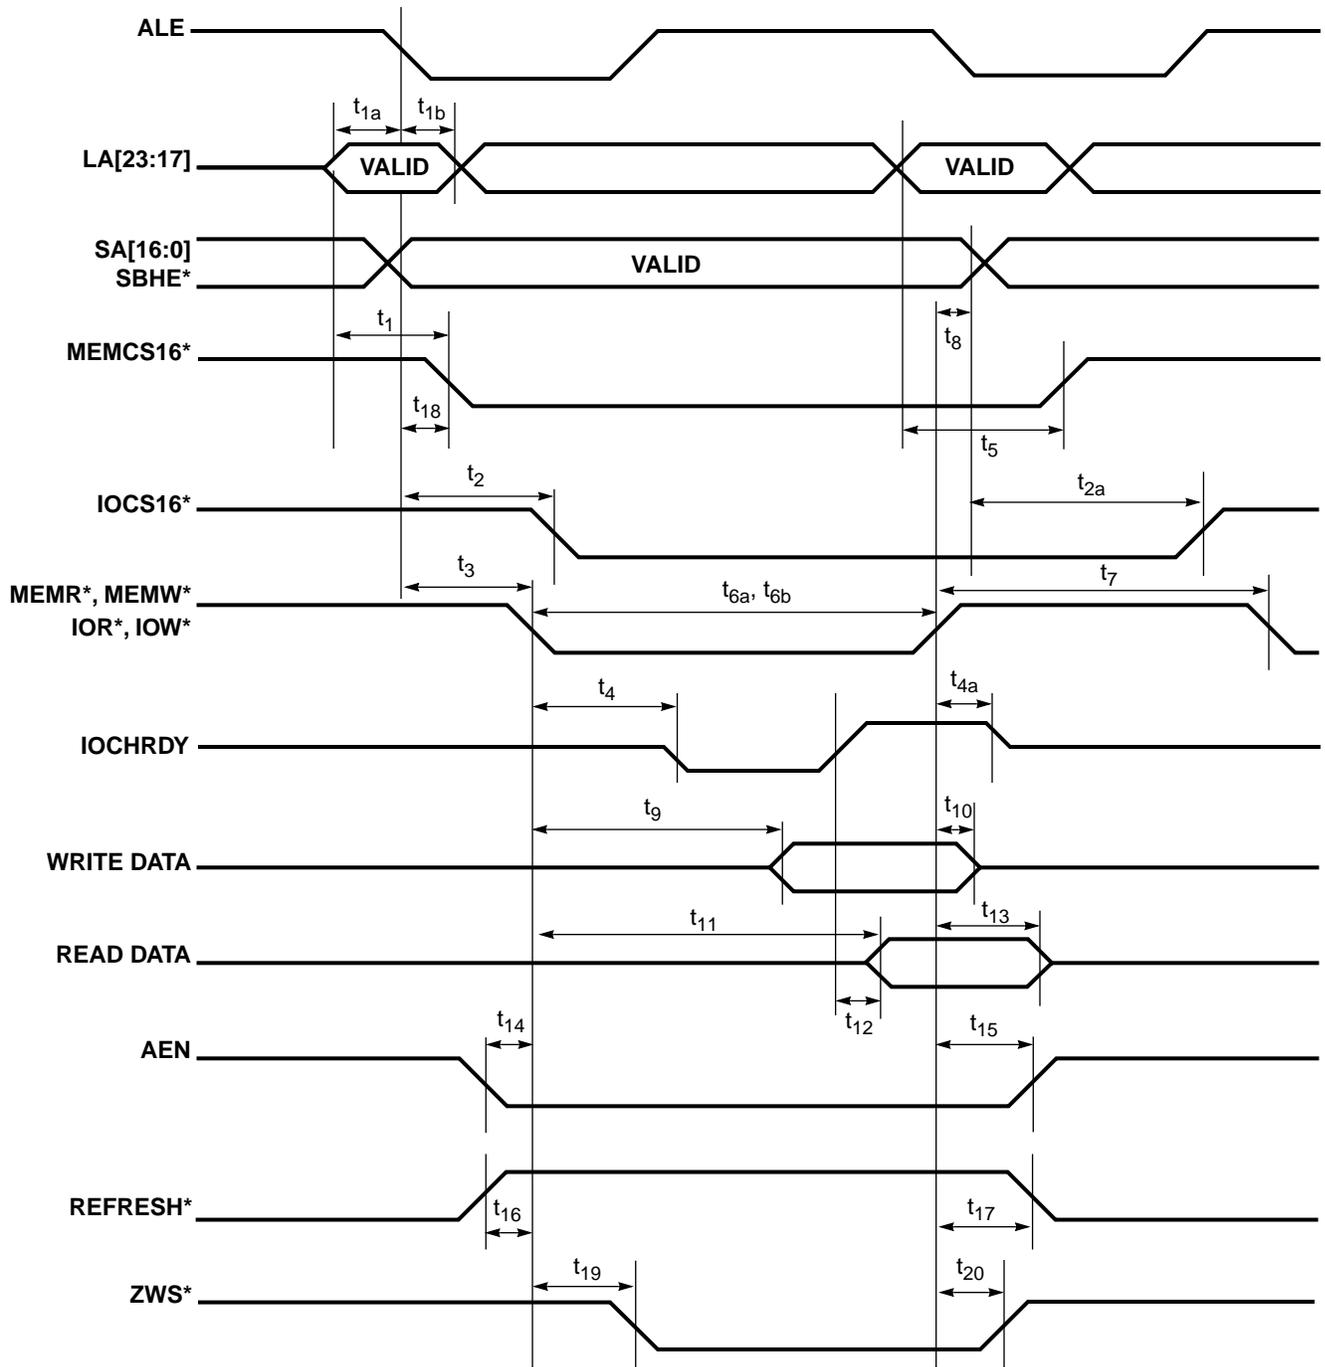 ALE
t1a
t1b
LA[23:17]
VALID
VALID
SA[16:0]
SBHE*
VALID
t1
t8
MEMCS16*
t18
t5
t2
t2a
IOCS16*
t3
t7
MEMR*, MEMW*
t6a, t6b
IOR*, IOW*
t4
t4a
IOCHRDY
t9
t10
WRITE DATA
t11
t13
READ DATA
t14
t12
t15
AEN
REFRESH*
t16
t17
t19
t20
ZWS*